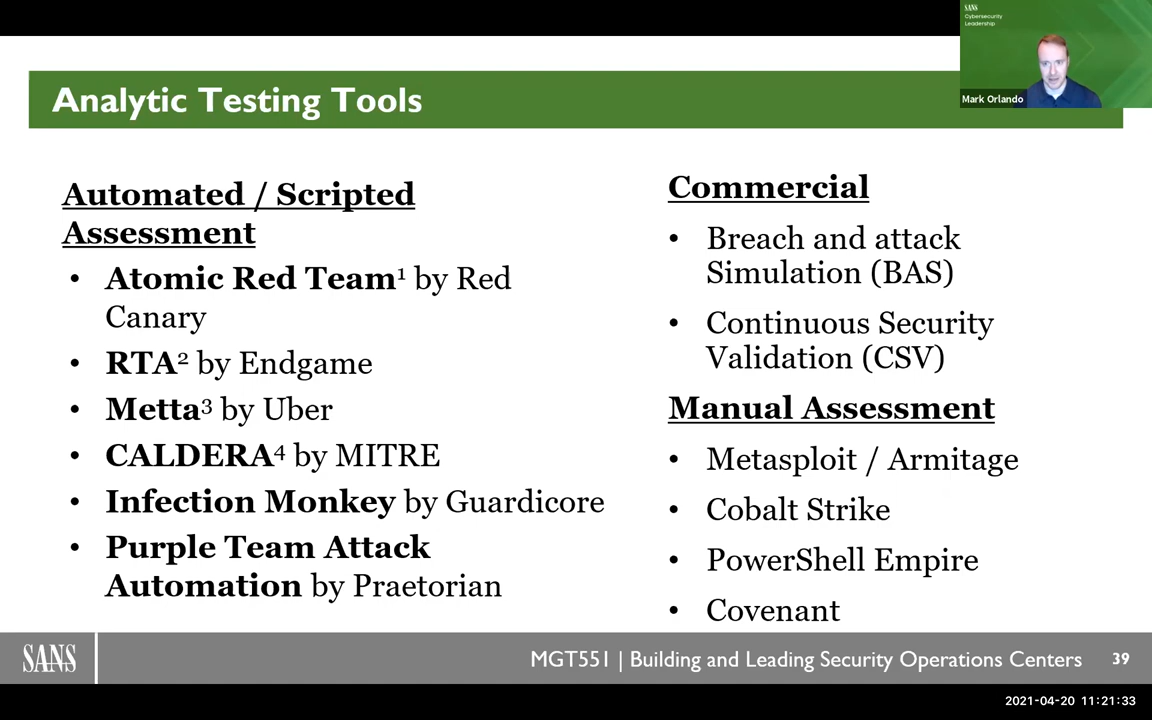 SANS
Cybersecurity
Leadership
Mark Orlando
Analytic Testing Tools
Automated / Scripted
Assessment
• Atomic Red Team¹ by Red
Canary
• RTA² by Endgame
• Metta³ by Uber
• CALDERA⁴ by MITRE
• Infection Monkey by Guardicore
• Purple Team Attack
Automation by Praetorian
Commercial
• Breach and attack
Simulation (BAS)
• Continuous Security
Validation (CSV)
Manual Assessment
• Metasploit / Armitage
• Cobalt Strike
• PowerShell Empire
• Covenant
SANS
MGT551 | Building and Leading Security Operations Centers 39
2021-04-20 11:21:33